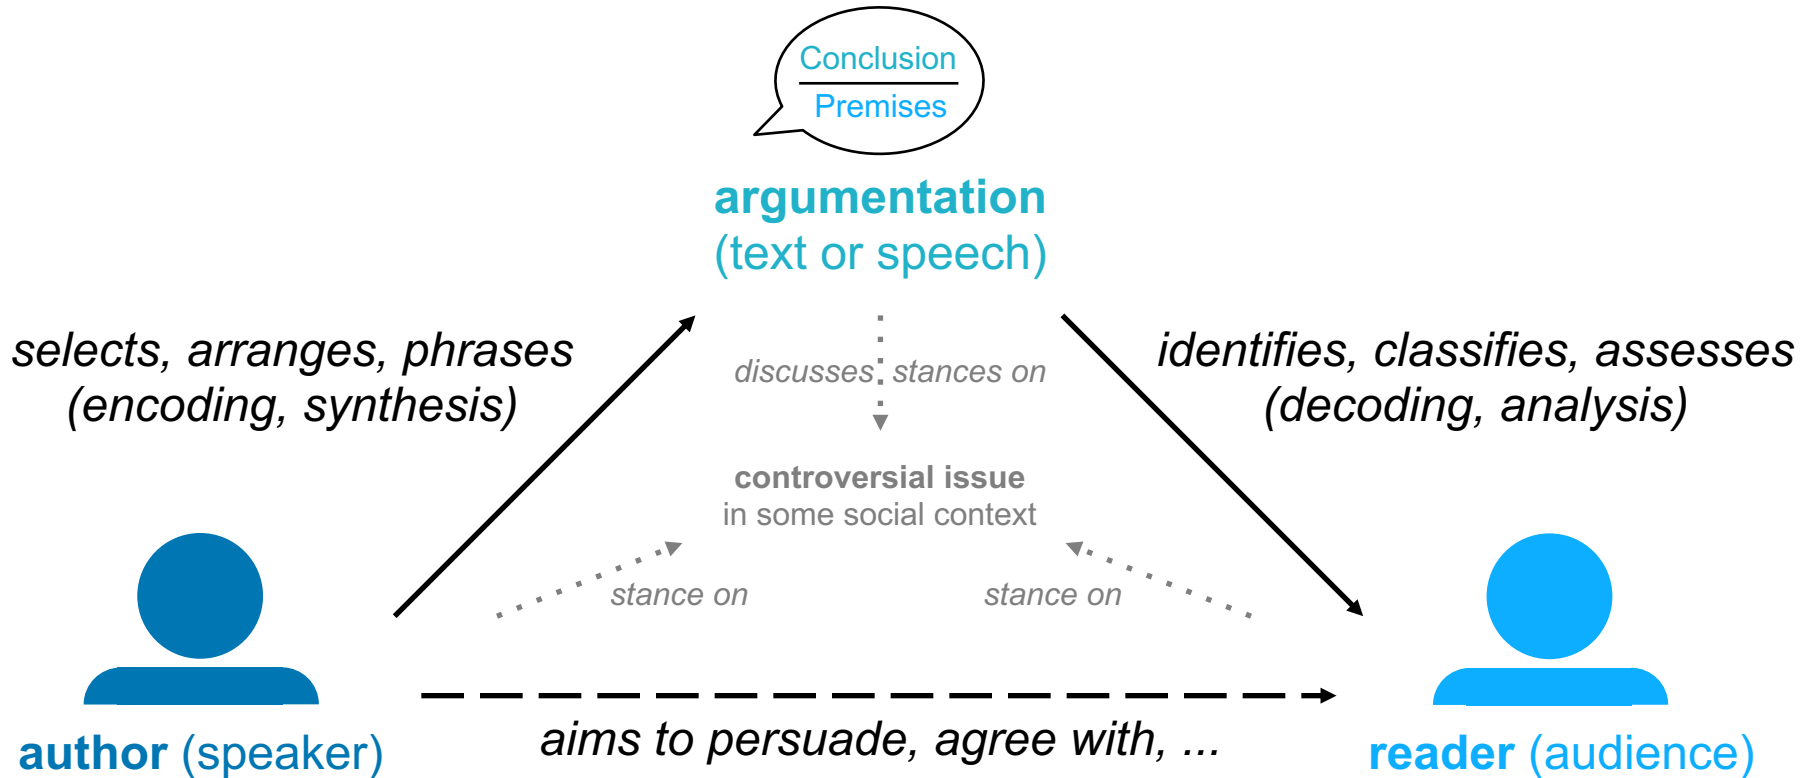 Conclusion
Premises
argumentation
(text or speech)
selects, arranges, phrases
(encoding, synthesis)
discusses stances on
identifies, classifies, assesses
(decoding, analysis)
controversial issue
in some social context
stance on
stance on
aims to persuade, agree with, ...
author (speaker)
reader (audience)